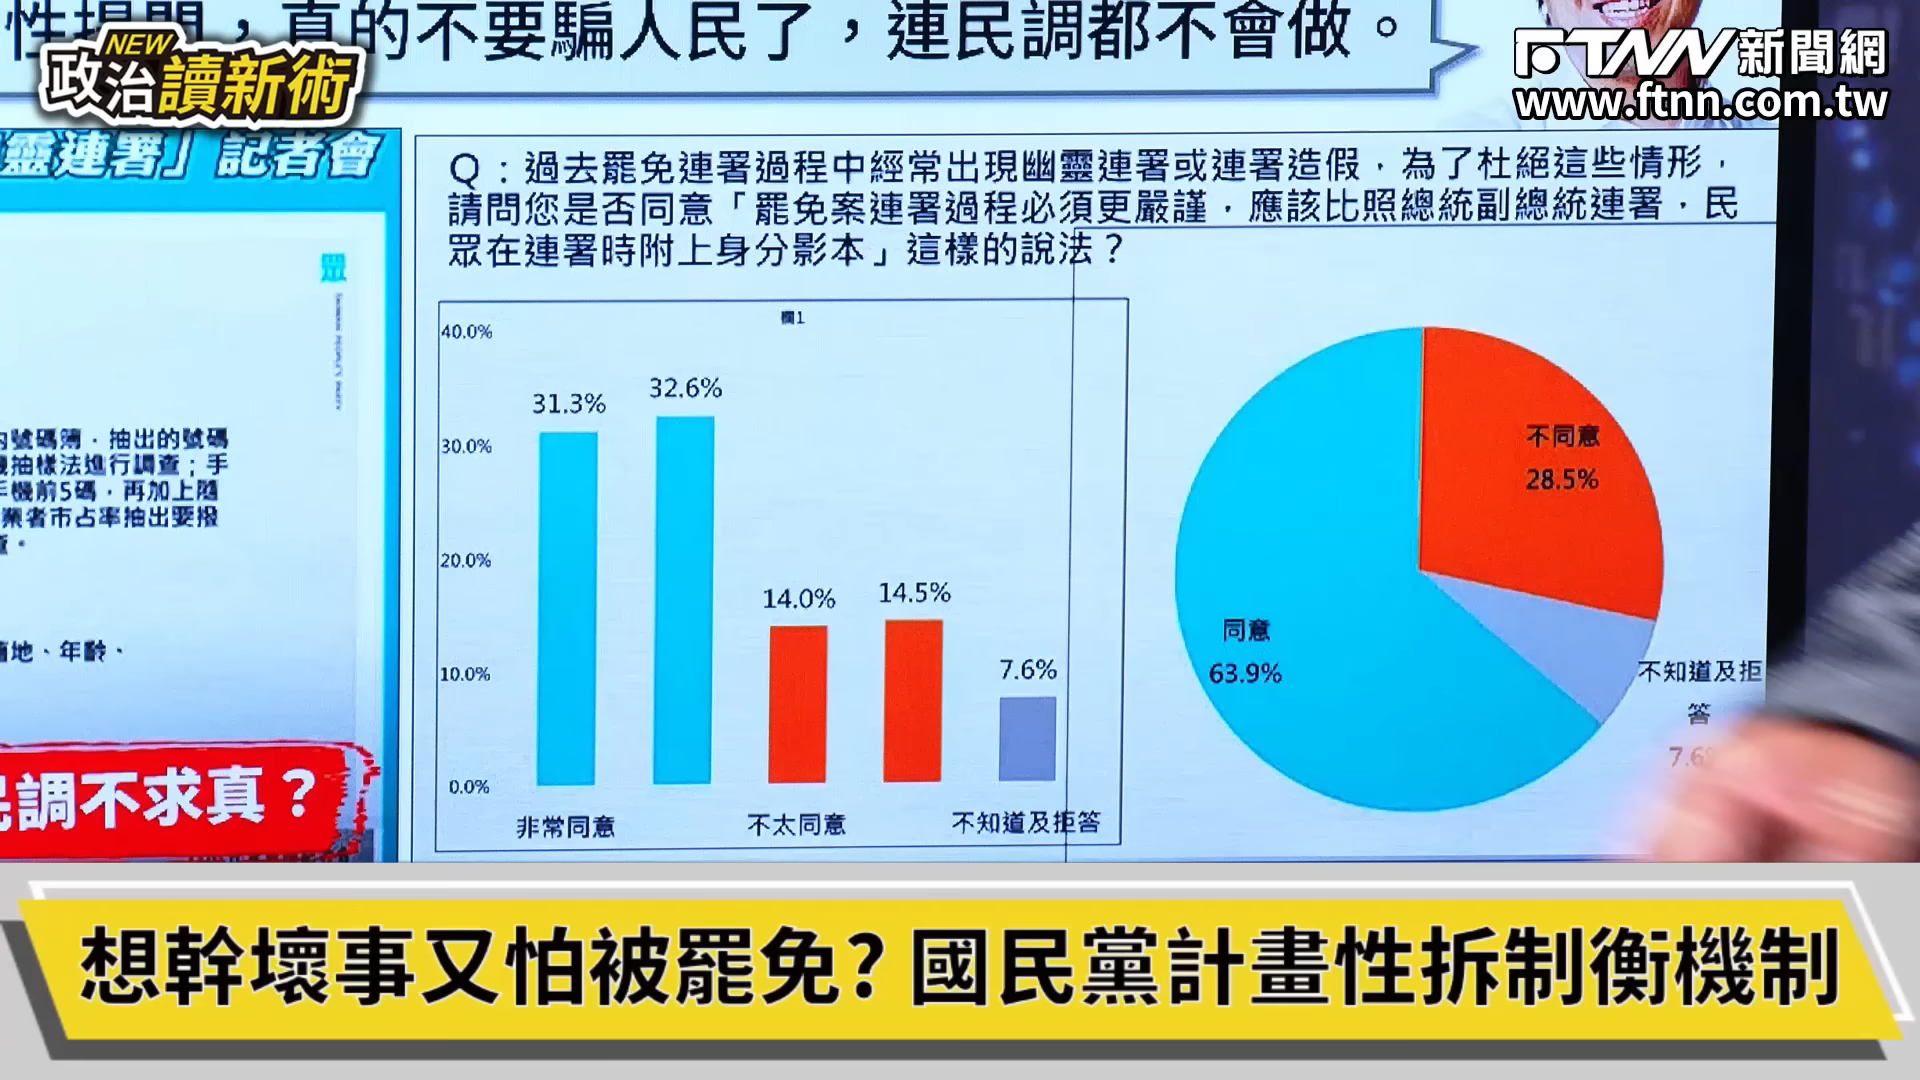 ，真的不要騙人民了，連民調都不會做。
NEW
政治讀新術
FTNN新聞網
www.ftnn.com.tw
靈連署」記者會
眾
號碼簿．抽出的號碼
抽樣法進行調查；手
機前5碼．再加上隨
業者市占率抽出要撥
地、年齡、
民調不求真？
Q：過去罷免連署過程中經常出現幽靈連署或連署造假．為了杜絕這些情形，
請問您是否同意「罷免案連署過程必須更嚴謹．應該比照總統副總統連署．民
眾在連署時附上身分影本」這樣的說法？
欄1
40.0%
30.0%
20.0%
10.0%
0.0%
31.3%
32.6%
14.0%
14.5%
7.6%
非常同意
不太同意
不知道及拒答
不同意
28.5%
同意
63.9%
不知道及拒
答
7.6%
想幹壞事又怕被罷免？國民黨計畫性拆制衡機制